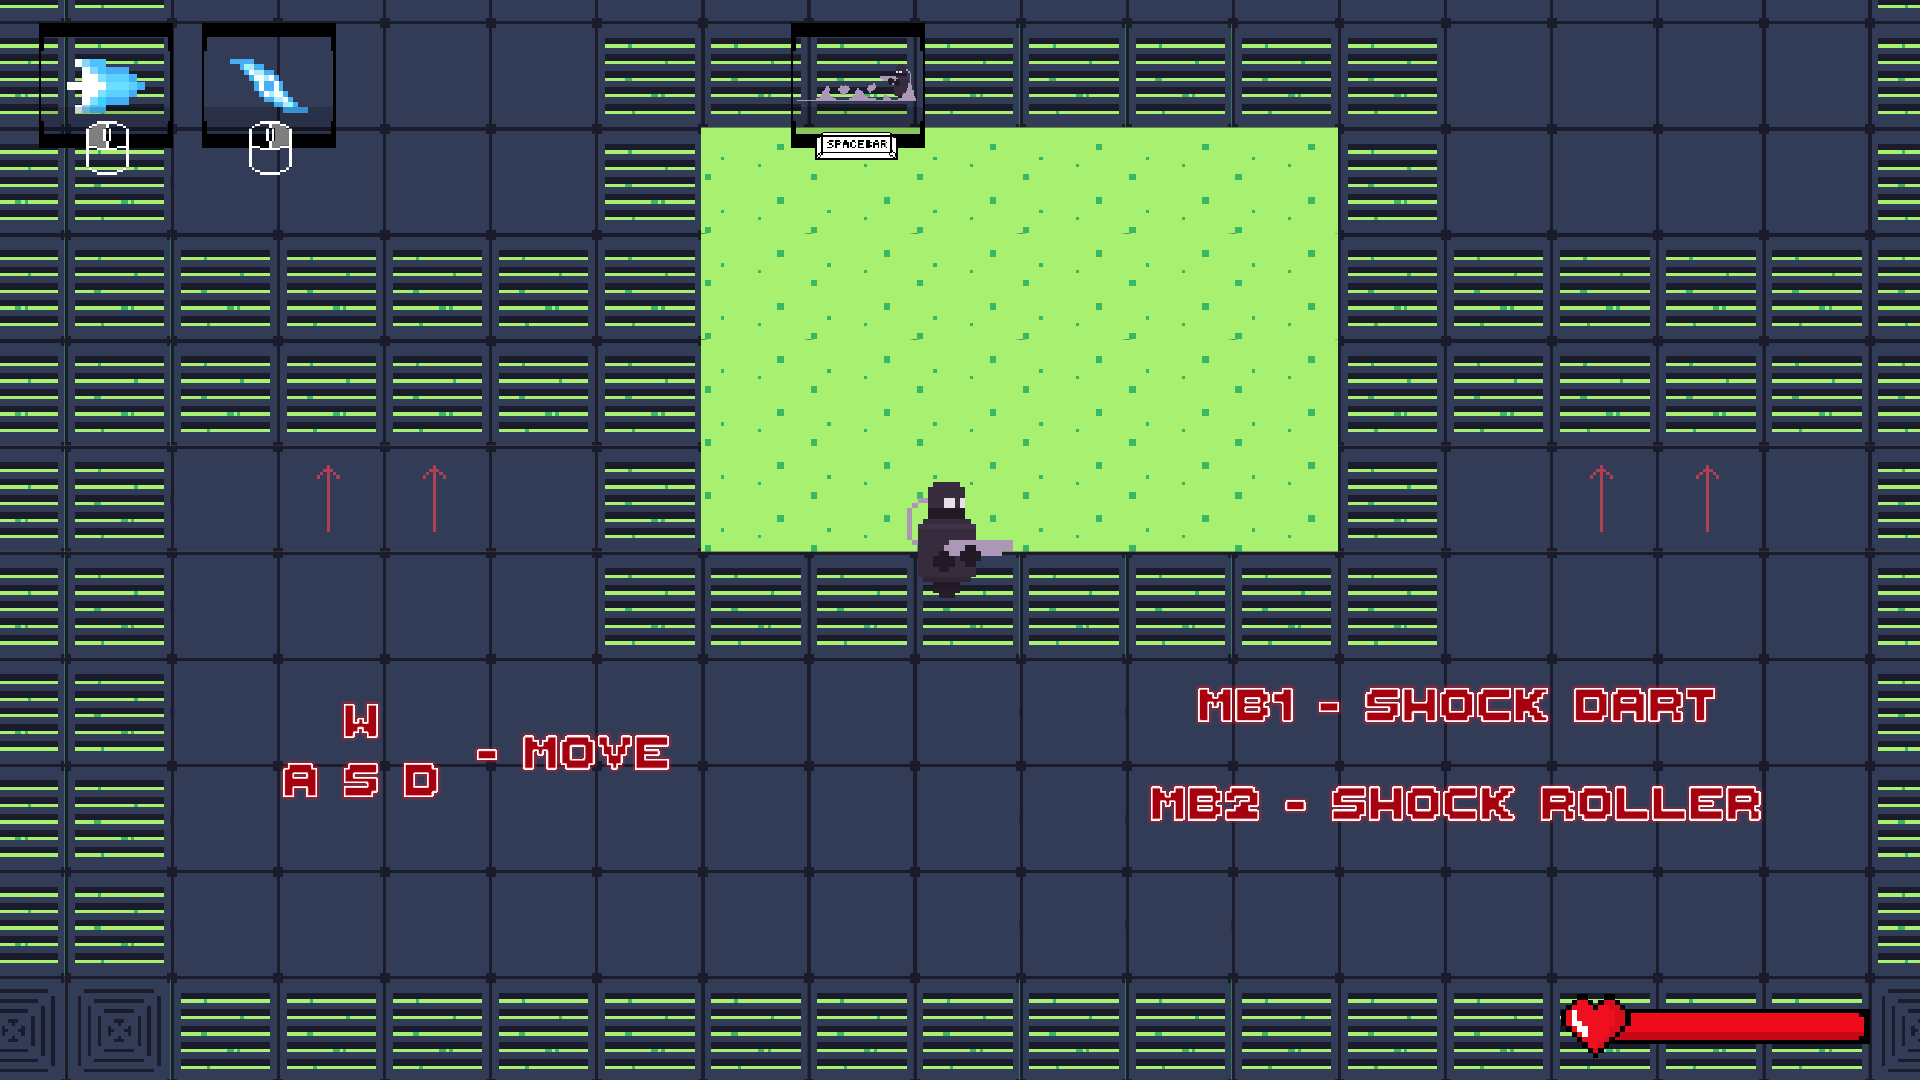 SPACEBAR
W
A S D - MOVE
MB1 - SHOCK DART
MB2 - SHOCK ROLLER